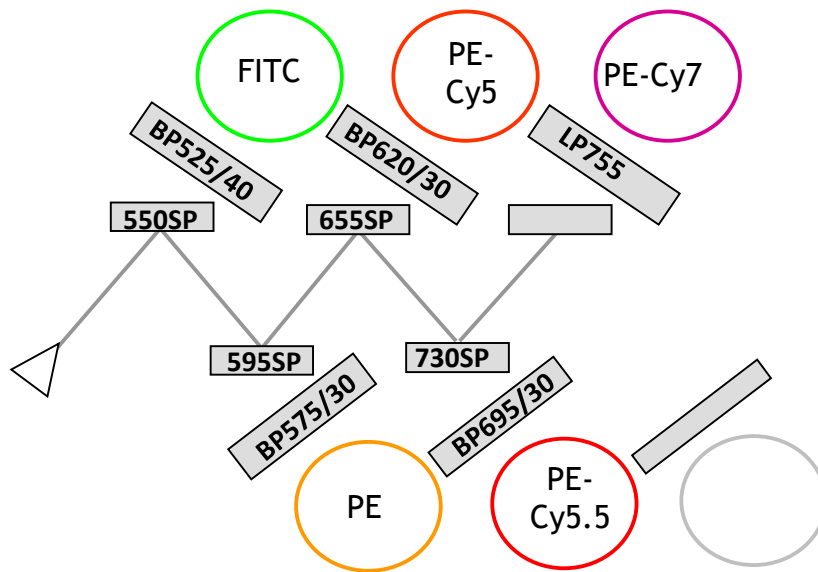 FITC
PE-
Cy5
PE-Cy7
BP525/40
BP620/30
LP755
550SP
655SP
595SP
730SP
BP575/30
BP695/30
PE
PE-
Cy5.5